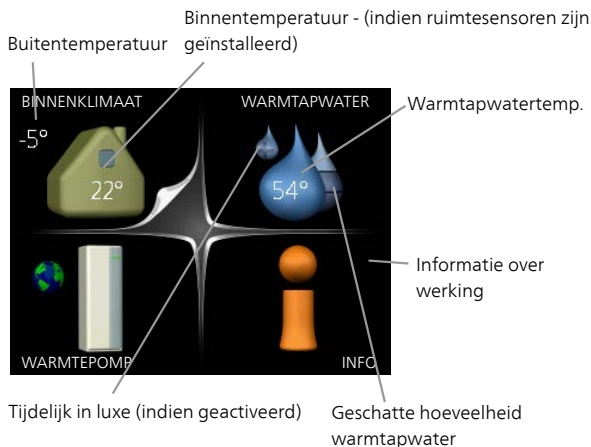 Binnentemperatuur - (indien ruimtesensoren zijn
geïnstalleerd)
Buitentemperatuur
BINNENKLIMAAT
WARMTAPWATER
Warmtapwatertemp.
-5°
22°
54°
Informatie over
werking
WARMTEPOMP
INFO
Tijdelijk in luxe (indien geactiveerd)
Geschatte hoeveelheid
warmtapwater